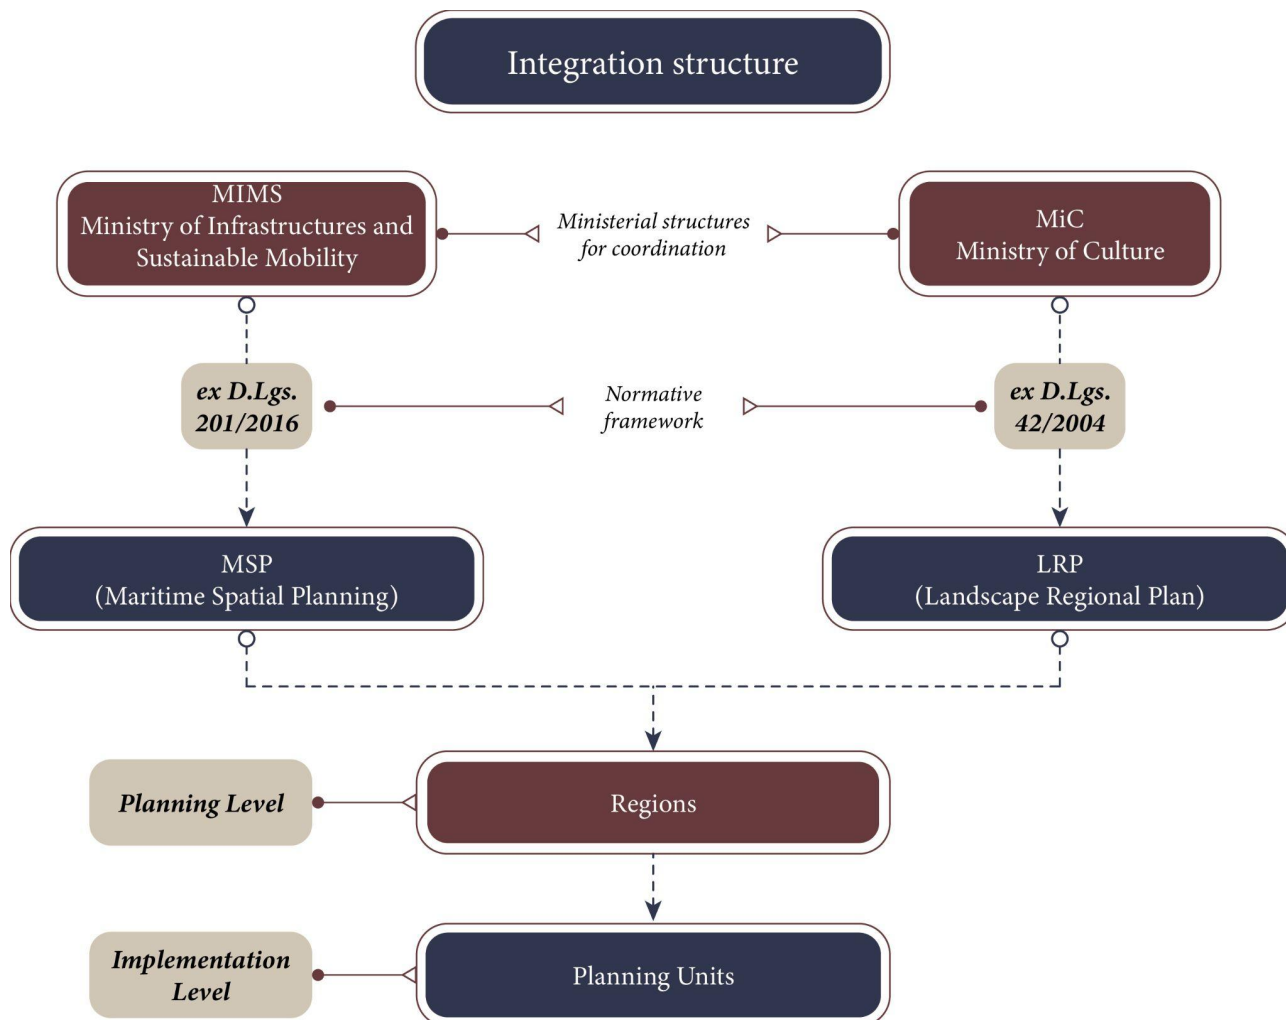 Integration structure
MIMS
Ministry of Infrastructures and
Sustainable Mobility
Ministerial structures
for coordination
MiC
Ministry of Culture
ex D.Lgs.
201/2016
Normative
framework
ex D.Lgs.
42/2004
MSP
(Maritime Spatial Planning)
LRP
(Landscape Regional Plan)
Planning Level
Regions
Implementation
Level
Planning Units